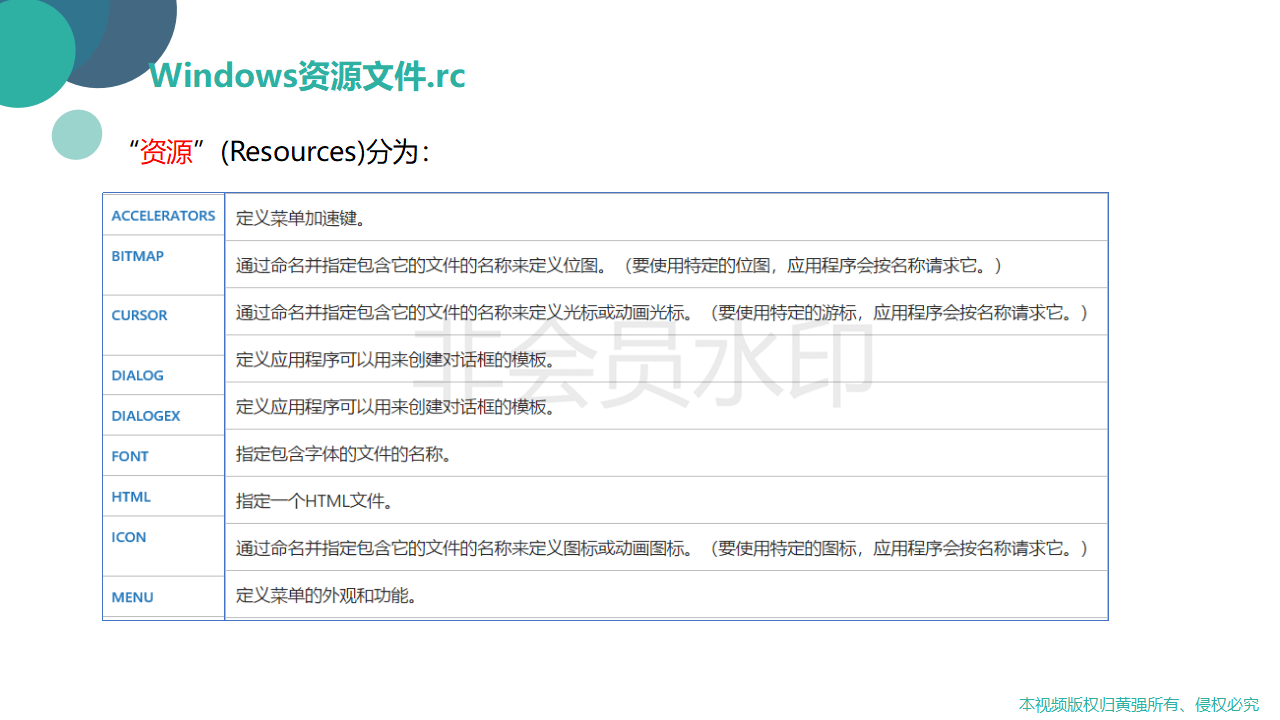 Windows资源文件.rc
“资源”(Resources)分为：
ACCELERATORS 定义菜单加速键。
BITMAP 通过命名并指定包含它的文件的名称来定义位图。（要使用特定的位图，应用程序会按名称请求它。）
CURSOR 通过命名并指定包含它的文件的名称来定义光标或动画光标。（要使用特定的游标，应用程序会按名称请求它。）
DIALOG 定义应用程序可以用来创建对话框的模板。
DIALOGEX 定义应用程序可以用来创建对话框的模板。
FONT 指定包含字体的文件的名称。
HTML 指定一个HTML文件。
ICON 通过命名并指定包含它的文件的名称来定义图标或动画图标。（要使用特定的图标，应用程序会按名称请求它。）
MENU 定义菜单的外观和功能。
非会员水印
本视频版权归黄强所有、侵权必究